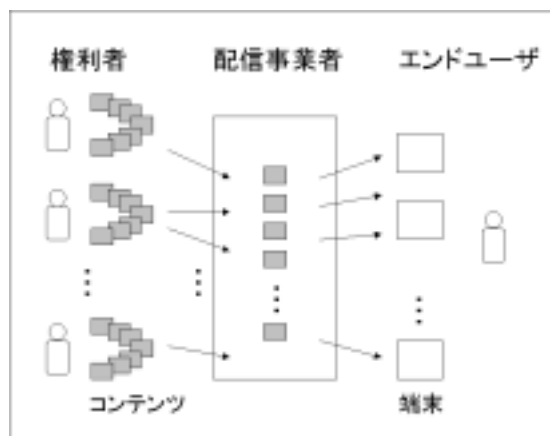 権利者
配信事業者
エンドユーザ
コンテンツ
端末